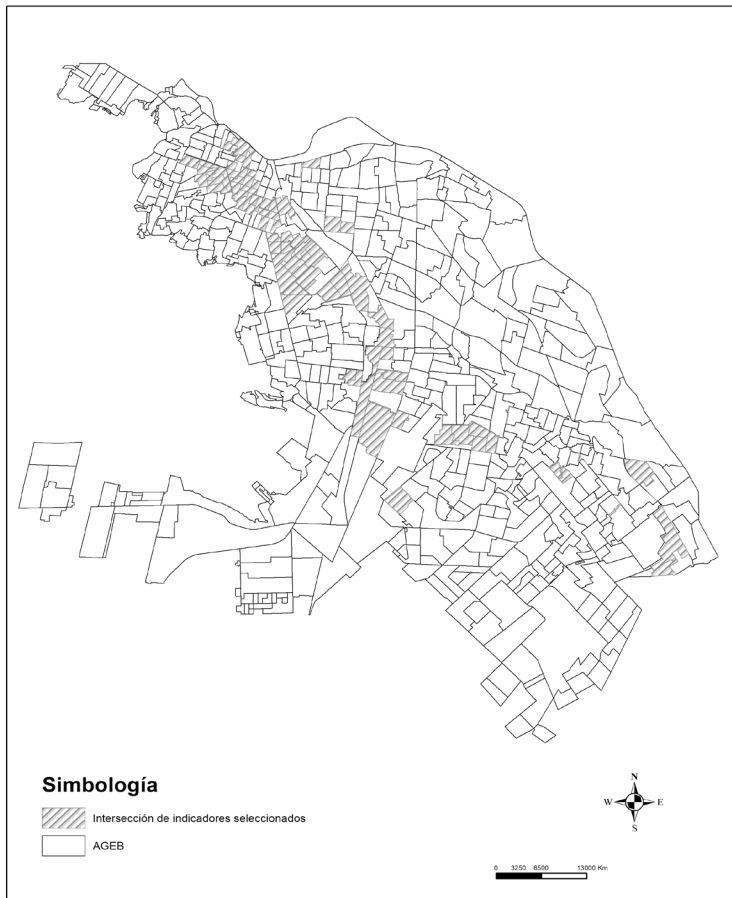 Simbología
Intersección de indicadores seleccionados
AGEB
N
W E
S
0 3250 6500 13000 Km